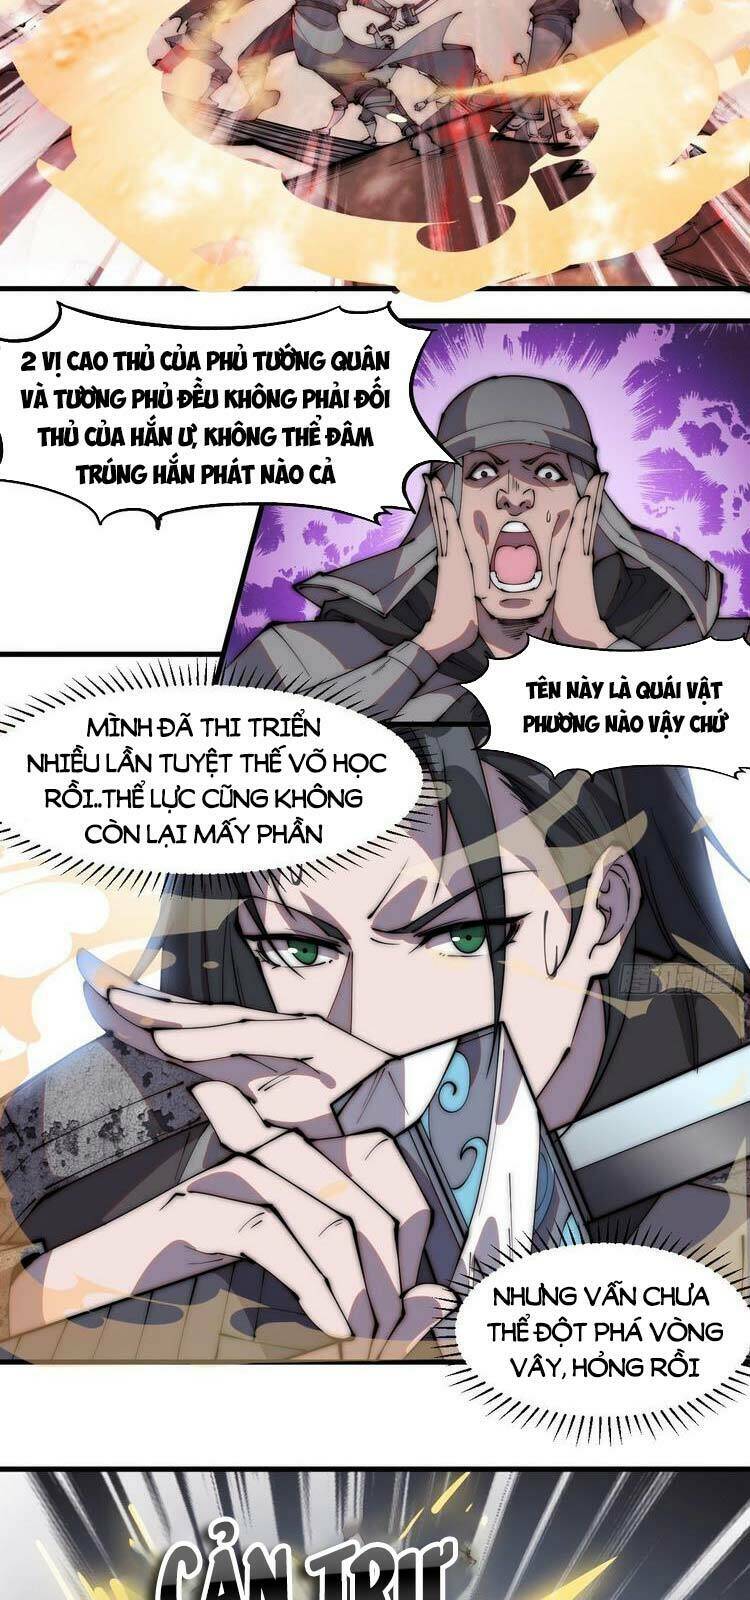 2 VỊ CAO THỦ CỦA PHỦ TƯỚNG QUÂN
VÀ TƯƠNG PHỦ ĐỀU KHÔNG PHẢI ĐỐI
THỦ CỦA HẮN Ư, KHÔNG THỂ ĐÂM
TRÚNG HẮN PHÁT NÀO CẢ
TÊN NÀY LÀ QUÁI VẬT
PHƯƠNG NÀO VẬY CHỨ
MÌNH ĐÃ THI TRIỂN
NHIỀU LẦN TUYỆT THẾ VÕ HỌC
RỒI..THỂ LỰC CŨNG KHÔNG
CÒN LẠI MẤY PHẦN
NHƯNG VẪN CHƯA
THỂ ĐỘT PHÁ VÒNG
VÂY, HỎNG RỒI
CẢN TRƯ